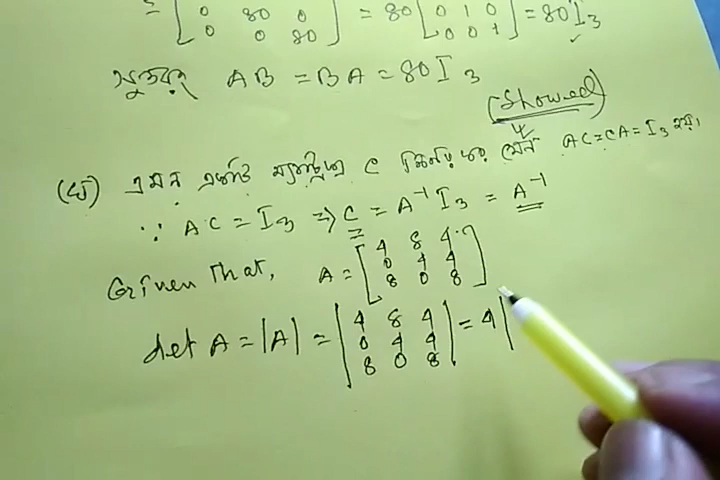 = [0 80 0 / 0 0 80] = 80 [0 1 0 / 0 0 1] = 80 I₃
সুতরাং AB = BA = 80 I₃
(Showed)
(ঘ) এমন একটি ম্যাট্রিক্স C নির্ণয় কর যেন AC = CA = I₃ হয়।
∵ AC = I₃ ⇒ C = A⁻¹ I₃ = A⁻¹
Given that, A = [4 8 4 / 0 4 4 / 8 0 8]
det A = |A| = |4 8 4 / 0 4 4 / 8 0 8| = 4|